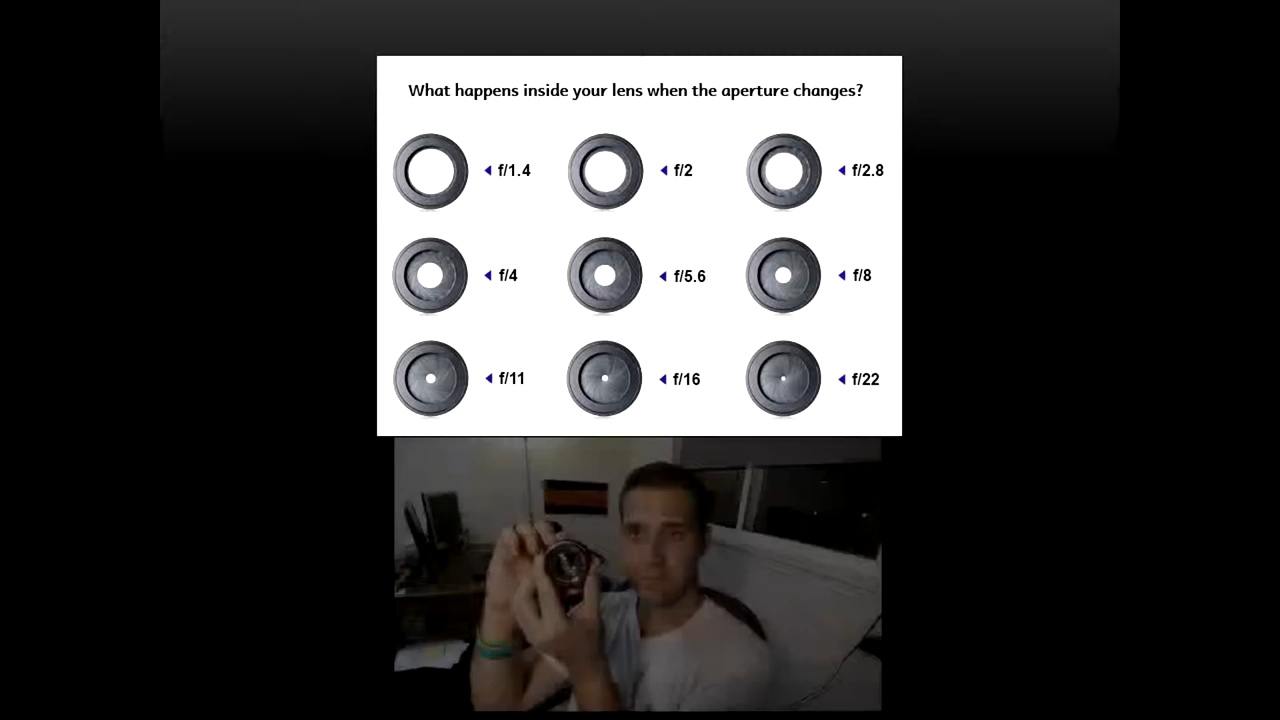 What happens inside your lens when the aperture changes?
f/1.4 f/2 f/2.8
f/4 f/5.6 f/8
f/11 f/16 f/22